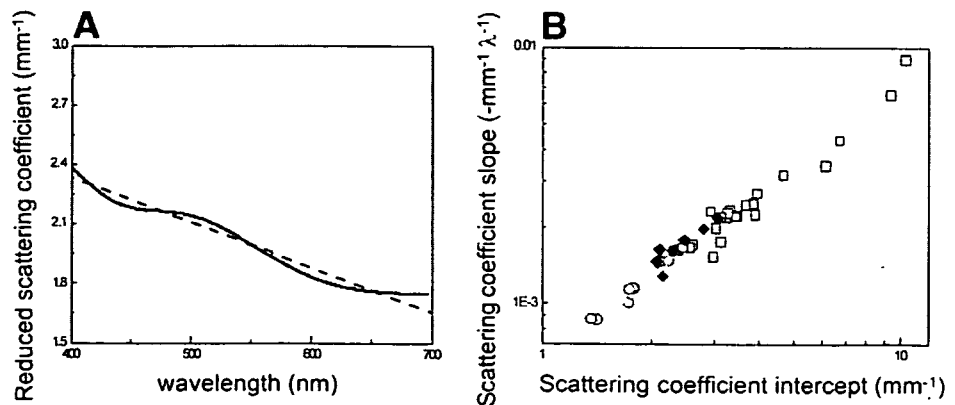 A
Reduced scattering coefficient (mm-1)
3.0
2.7
2.4
2.1
1.8
1.5
400
500
600
700
wavelength (nm)
B
Scattering coefficient slope (-mm-1 λ-1)
0.01
1E-3
1
10
Scattering coefficient intercept (mm-1)